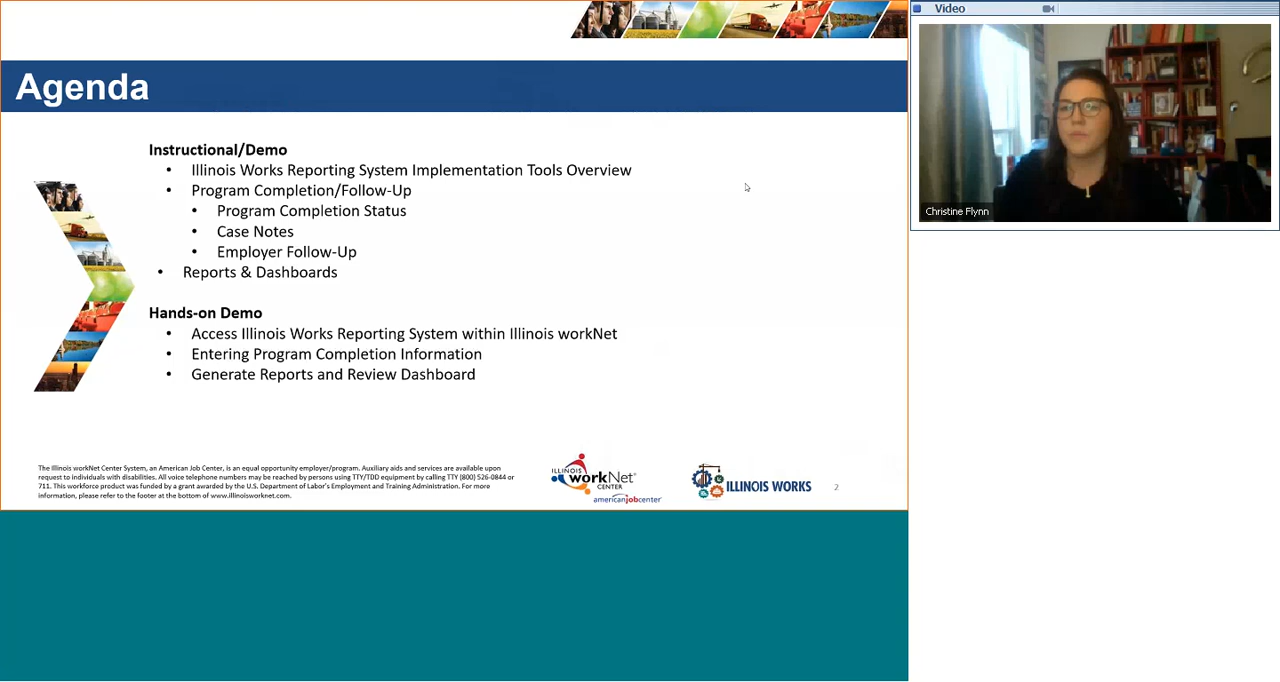 Agenda
Instructional/Demo
• Illinois Works Reporting System Implementation Tools Overview
• Program Completion/Follow-Up
• Program Completion Status
• Case Notes
• Employer Follow-Up
• Reports & Dashboards
Hands-on Demo
• Access Illinois Works Reporting System within Illinois workNet
• Entering Program Completion Information
• Generate Reports and Review Dashboard
The Illinois workNet Center System, an American Job Center, is an equal opportunity employer/program. Auxiliary aids and services are available upon
request to individuals with disabilities. All voice telephone numbers may be reached by persons using TTY/TDD equipment by calling TTY (800) 526-0844 or
711. This workforce product was funded by a grant awarded by the U.S. Department of Labor's Employment and Training Administration. For more
information, please refer to the footer at the bottom of www.illinoisworknet.com.
ILLINOIS
workNet®
CENTER
americanjobcenter®
ILLINOIS WORKS
2
Video
Christine Flynn